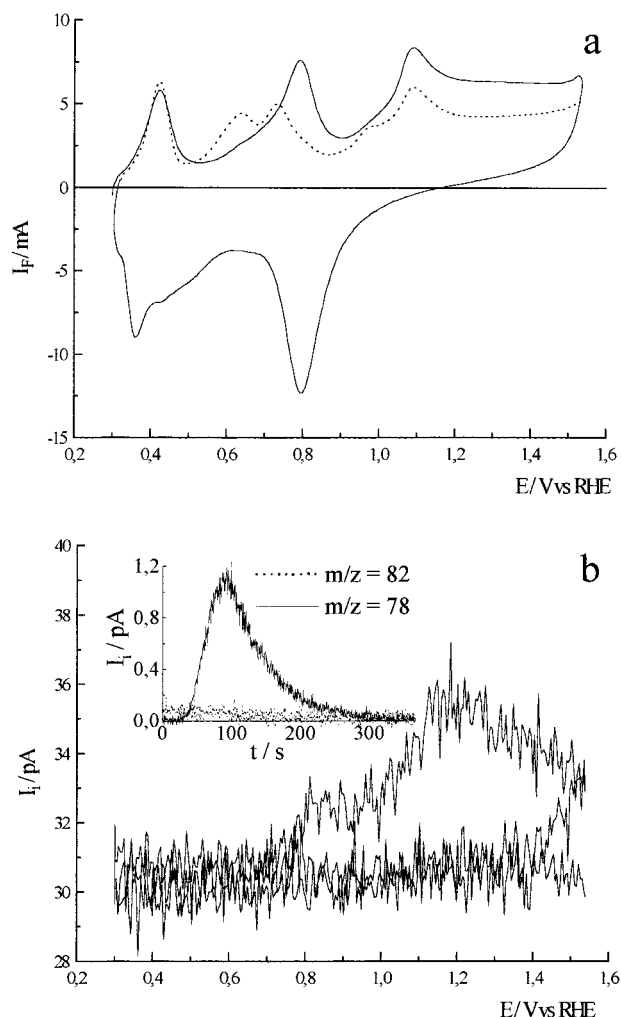 a
10
5
0
-5
-10
-15
I_F/mA
0,2 0,4 0,6 0,8 1,0 1,2 1,4 1,6
E/Vvs RHE
b
40
38
36
34
32
30
28
I_i/pA
1,2
0,8
0,4
0,0
I_i / pA
0 100 200 300
t / s
m/z = 82
m/z = 78
0,2 0,4 0,6 0,8 1,0 1,2 1,4 1,6
E/Vvs RHE